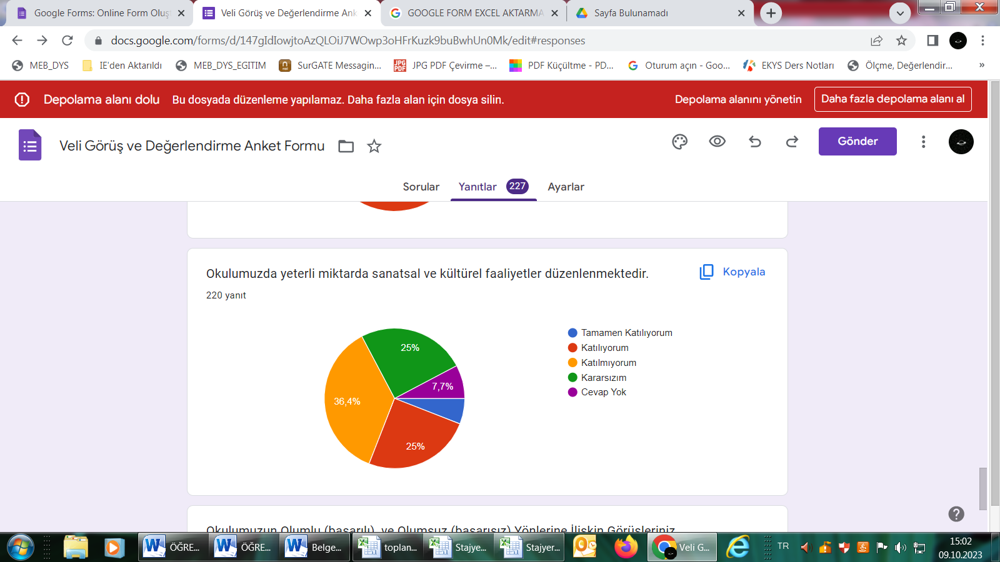 Google Forms: Online Form Oluşt
Veli Görüş ve Değerlendirme Ank
GOOGLE FORM EXCEL AKTARMA
Sayfa Bulunamadı
docs.google.com/forms/d/147gIdIowjtoAzQLOiJ7WOwp3oHFrKuzk9buBwhUn0Mk/edit#responses
MEB_DYS
IE'den Aktarıldı
MEB_DYS_EGITIM
SurGATE Messagin...
JPG PDF Çevirme –...
PDF Küçültme - PD...
Oturum açın - Goo...
EKYS Ders Notları
Ölçme, Değerlendir...
»
Depolama alanı dolu
Bu dosyada düzenleme yapılamaz. Daha fazla alan için dosya silin.
Depolama alanını yönetin
Daha fazla depolama alanı al
Veli Görüş ve Değerlendirme Anket Formu
Gönder
Sorular
Yanıtlar 227
Ayarlar
Okulumuzda yeterli miktarda sanatsal ve kültürel faaliyetler düzenlenmektedir.
Kopyala
220 yanıt
25%
7,7%
36,4%
25%
Tamamen Katılıyorum
Katılıyorum
Katılmıyorum
Kararsızım
Cevap Yok
Okulumuzun Olumlu (başarılı) ve Olumsuz (başarısız) Yönlerine İlişkin Görüşleriniz
ÖĞRE...
ÖĞRE...
Belge...
toplan...
Stajye...
Stajyer...
Veli G...
TR
15:02
09.10.2023